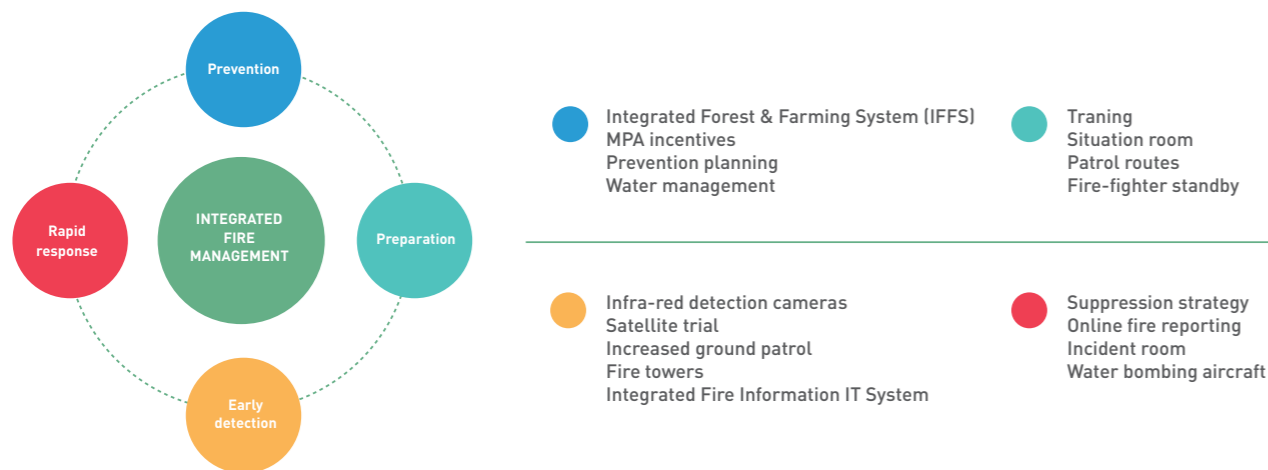 Prevention
Rapid
response
INTEGRATED
FIRE
MANAGEMENT
Preparation
Early
detection
Integrated Forest & Farming System (IFFS)
MPA incentives
Prevention planning
Water management
Traning
Situation room
Patrol routes
Fire-fighter standby
Infra-red detection cameras
Satellite trial
Increased ground patrol
Fire towers
Integrated Fire Information IT System
Suppression strategy
Online fire reporting
Incident room
Water bombing aircraft